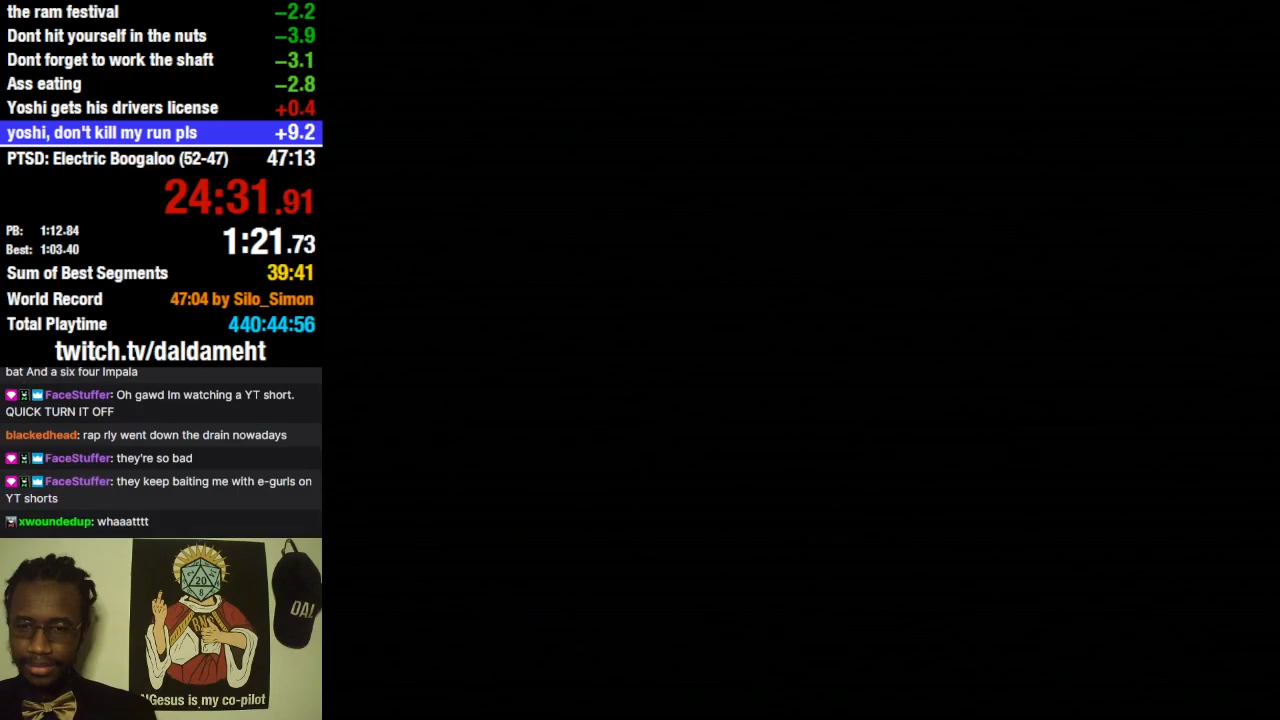 the ram festival −2.2
Dont hit yourself in the nuts −3.9
Dont forget to work the shaft −3.1
Ass eating −2.8
Yoshi gets his drivers license +0.4
yoshi, don't kill my run pls +9.2
PTSD: Electric Boogaloo (52-47) 47:13
24:31.91
PB: 1:12.84
Best: 1:03.40
1:21.73
Sum of Best Segments 39:41
World Record 47:04 by Silo_Simon
Total Playtime 440:44:56
twitch.tv/daldameht
bat And a six four Impala
FaceStuffer: Oh gawd Im watching a YT short.
QUICK TURN IT OFF
blackedhead: rap rly went down the drain nowadays
FaceStuffer: they're so bad
FaceStuffer: they keep baiting me with e-gurls on
YT shorts
xwoundedup: whaaatttt
20
8
DAL
NGesus is my co-pilot